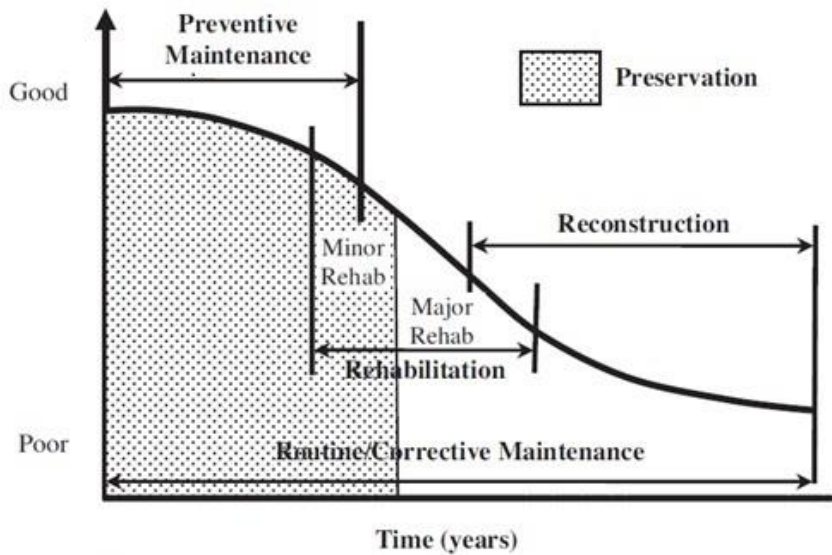 Preventive
Maintenance
Good
Preservation
Reconstruction
Minor
Rehab
Major
Rehab
Rehabilitation
Poor
Routine/Corrective Maintenance
Time (years)